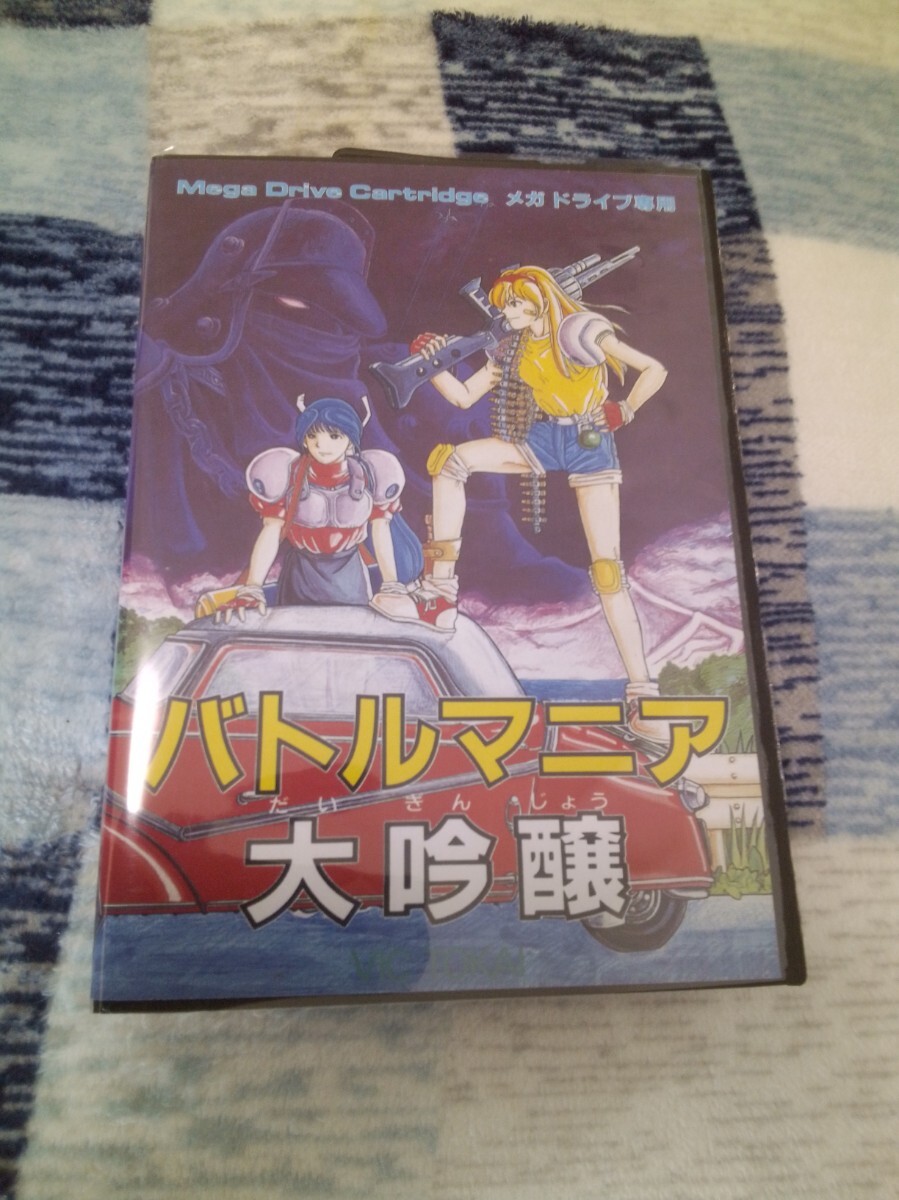 Mega Drive Cartridge メガ ドライブ専用
バトルマニア
だい ぎん じょう
大吟醸